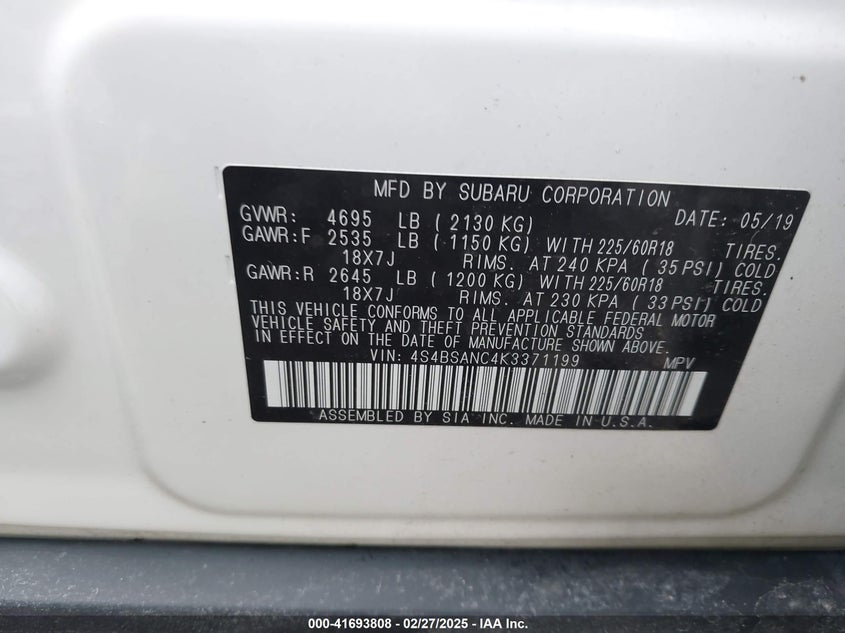 MFD BY SUBARU CORPORATION
GVWR: 4695 LB (2130 KG) DATE: 05/19
GAWR:F 2535 LB (1150 KG) WITH 225/60R18 TIRES.
18X7J RIMS. AT 240 KPA (35 PSI) COLD
GAWR:R 2645 LB (1200 KG) WITH 225/60R18 TIRES.
18X7J RIMS. AT 230 KPA (33 PSI) COLD
THIS VEHICLE CONFORMS TO ALL APPLICABLE FEDERAL MOTOR
VEHICLE SAFETY AND THEFT PREVENTION STANDARDS
IN EFFECT ON THE DATE OF MANUFACTURE SHOWN ABOVE.
VIN: 4S4BSANC4K3371199 MPV
ASSEMBLED BY SIA INC. MADE IN U.S.A.
000-41693808 - 02/27/2025 - IAA Inc.